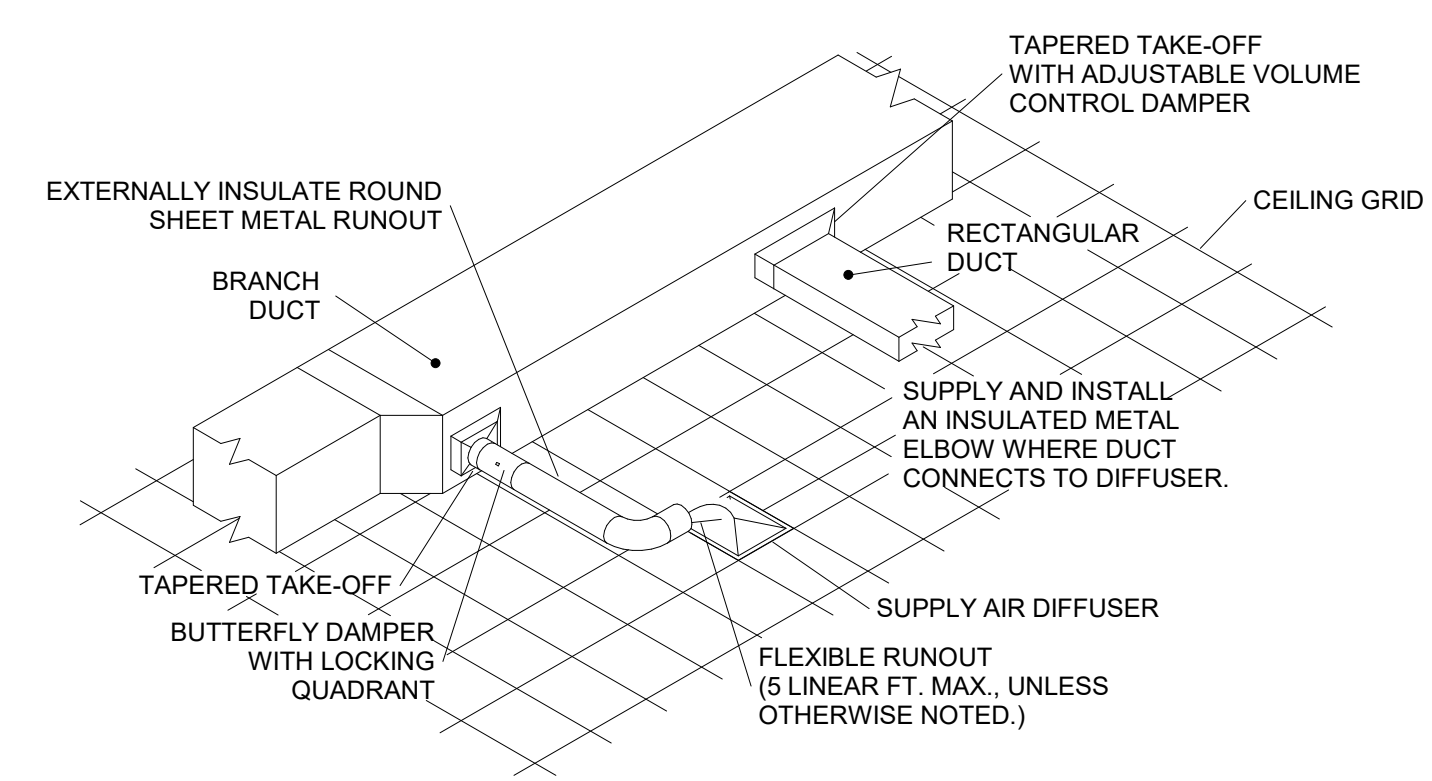 TAPERED TAKE-OFF
WITH ADJUSTABLE VOLUME
CONTROL DAMPER
EXTERNALLY INSULATE ROUND
SHEET METAL RUNOUT
CEILING GRID
RECTANGULAR
DUCT
BRANCH
DUCT
SUPPLY AND INSTALL
AN INSULATED METAL
ELBOW WHERE DUCT
CONNECTS TO DIFFUSER.
TAPERED TAKE-OFF
SUPPLY AIR DIFFUSER
BUTTERFLY DAMPER
WITH LOCKING
QUADRANT
FLEXIBLE RUNOUT
(5 LINEAR FT. MAX., UNLESS
OTHERWISE NOTED.)